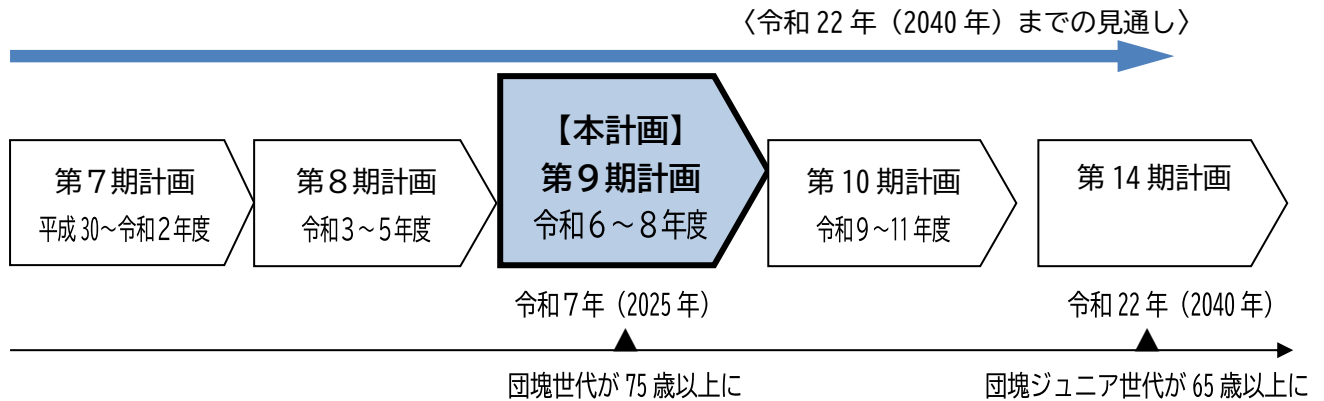 〈令和 22 年（2040 年）までの見通し〉
第７期計画
平成 30～令和２年度
第８期計画
令和３～５年度
【本計画】
第９期計画
令和６～８年度
第 10 期計画
令和９～11 年度
第 14 期計画
令和７年（2025 年）
令和 22 年（2040 年）
団塊世代が 75 歳以上に
団塊ジュニア世代が 65 歳以上に